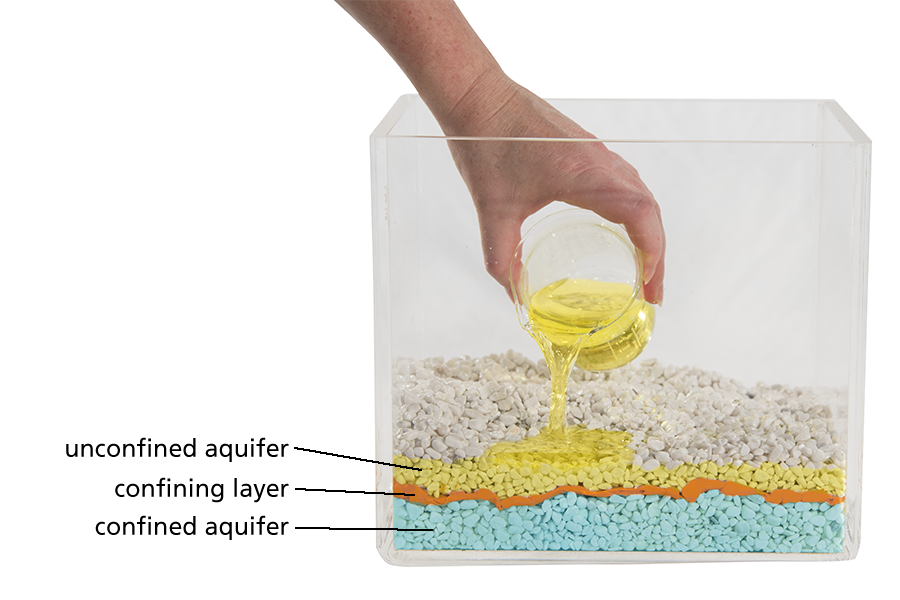 unconfined aquifer
confining layer
confined aquifer